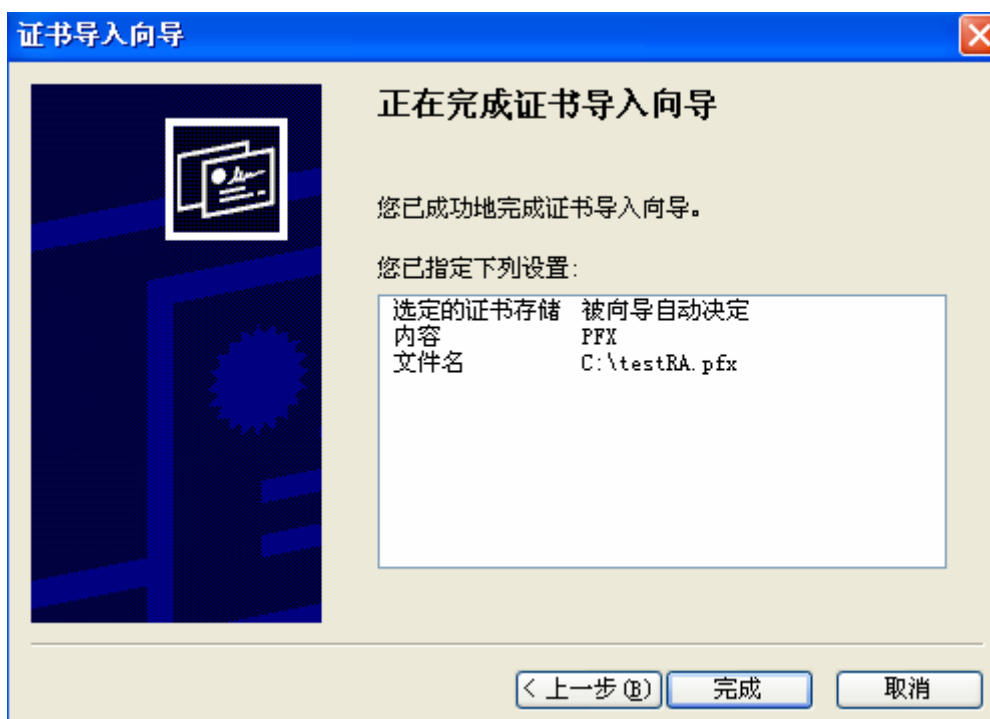 证书导入向导
正在完成证书导入向导
您已成功地完成证书导入向导。
您已指定下列设置:
选定的证书存储 被向导自动决定
内容 PFX
文件名 C:\testRA.pfx
< 上一步(B) 完成 取消